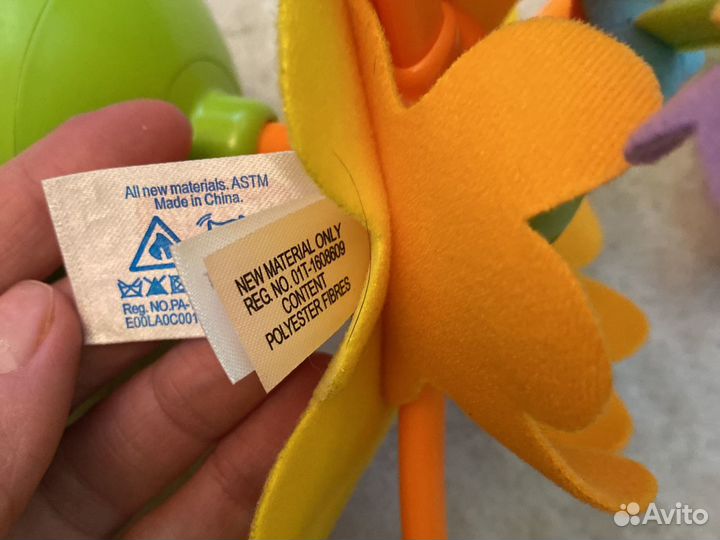 All new materials. ASTM
Made in China.
Reg. NO.PA-
E00LA0C001
NEW MATERIAL ONLY
REG. NO. 01T-1608609
CONTENT
POLYESTER FIBRES
Avito